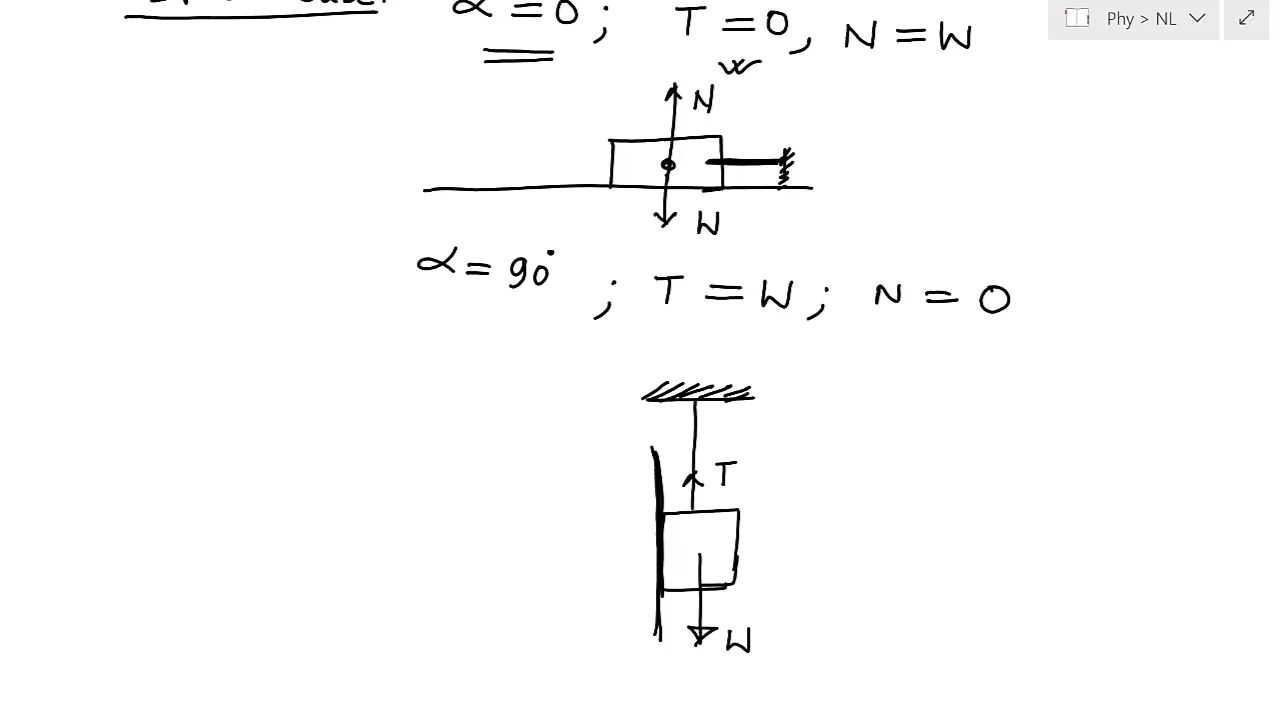 α = 0 ; T = 0, N = W
Phy > NL
N
W
α = 90° ; T = W ; N = 0
T
W